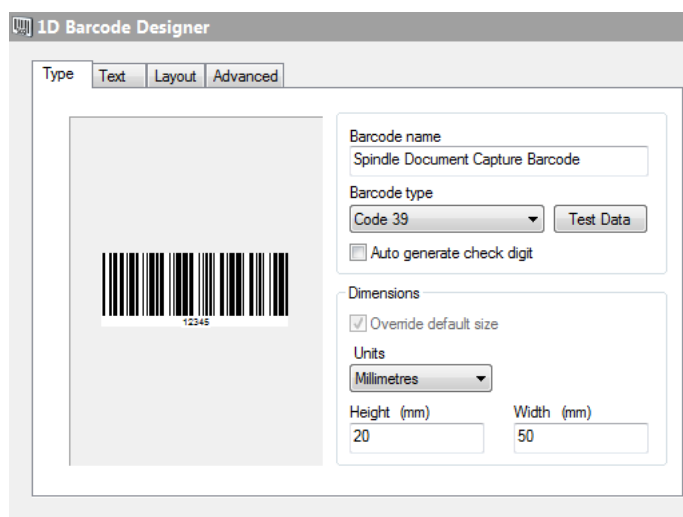 1D Barcode Designer
Type Text Layout Advanced
Barcode name
Spindle Document Capture Barcode
Barcode type
Code 39 Test Data
Auto generate check digit
12345
Dimensions
Override default size
Units
Millimetres
Height (mm) Width (mm)
20 50